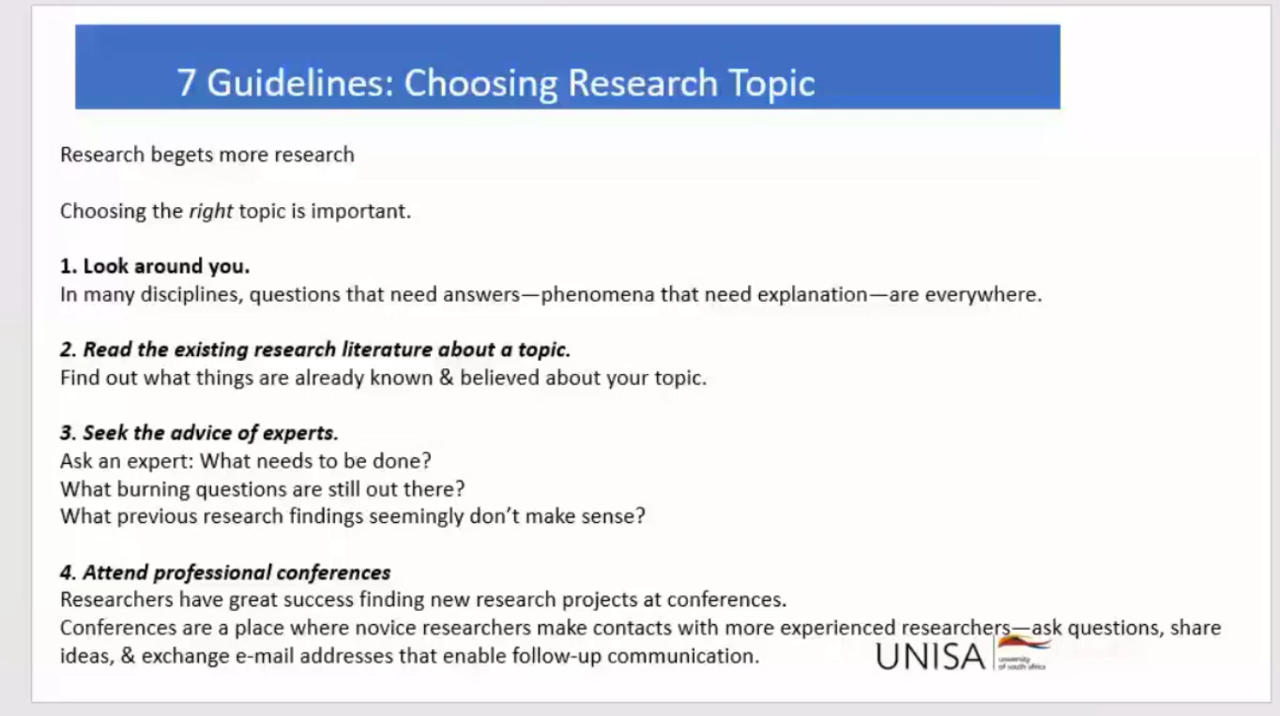 7 Guidelines: Choosing Research Topic
Research begets more research
Choosing the right topic is important.
1. Look around you.
In many disciplines, questions that need answers—phenomena that need explanation—are everywhere.
2. Read the existing research literature about a topic.
Find out what things are already known & believed about your topic.
3. Seek the advice of experts.
Ask an expert: What needs to be done?
What burning questions are still out there?
What previous research findings seemingly don’t make sense?
4. Attend professional conferences
Researchers have great success finding new research projects at conferences.
Conferences are a place where novice researchers make contacts with more experienced researchers—ask questions, share
ideas, & exchange e-mail addresses that enable follow-up communication.
UNISA
university
of south africa